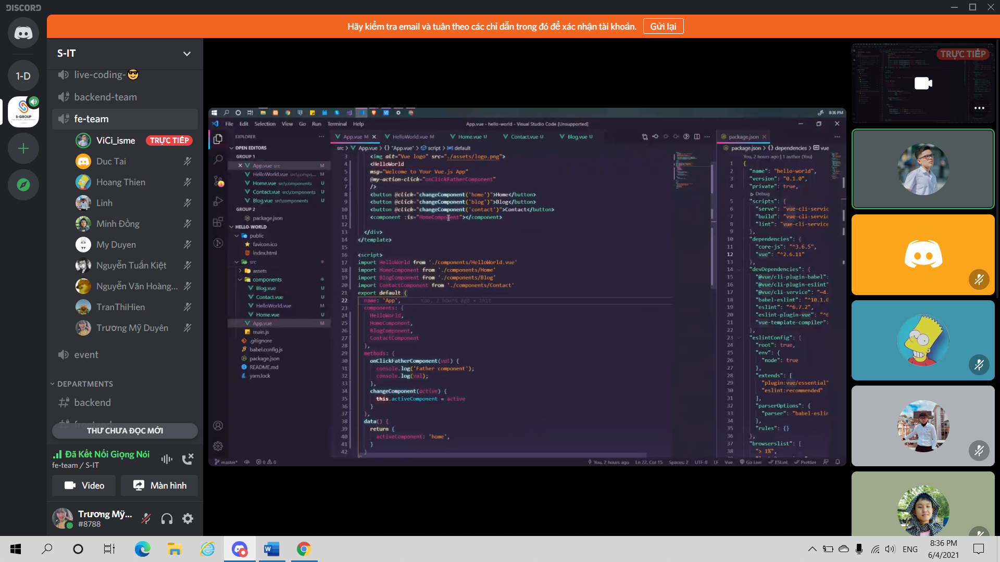 DISCORD
Hãy kiểm tra email và tuân theo các chỉ dẫn trong đó để xác nhận tài khoản.
Gửi lại
1-D
S-GROUP
S-IT
live-coding-😎
backend-team
fe-team
ViCi_isme TRỰC TIẾP
Duc Tai
Hoang Thien
Linh
Minh Đồng
My Duyen
Nguyễn Tuấn Kiệt
Nguyễn Văn Hoàng...
TranThiHien
Trương Mỹ Duyên
event
DEPARTMENTS
backend
THƯ CHƯA ĐỌC MỚI
Đã Kết Nối Giọng Nói
fe-team / S-IT
Video
Màn hình
Trương Mỹ...
#8788
8:36 PM
File Edit Selection View Go Run Terminal Help
App.vue - hello-world - Visual Studio Code [Unsupported]
EXPLORER
OPEN EDITORS
GROUP 1
App.vue src M
HelloWorld.vue src\compo... M
Home.vue src\components U
Contact.vue src\components U
Blog.vue src\components U
GROUP 2
package.json
HELLO-WORLD
public
favicon.ico
index.html
src
assets
components
Blog.vue U
Contact.vue U
HelloWorld.vue M
Home.vue U
App.vue M
main.js
.gitignore
babel.config.js
package.json
README.md
yarn.lock
App.vue M
HelloWorld.vue M
Home.vue U
Contact.vue U
Blog.vue U
src > App.vue > {} "App.vue" > script > default
3 <img alt="Vue logo" src="./assets/logo.png">
4 <HelloWorld
5 msg="Welcome to Your Vue.js App"
6 @my-action-click="onClickFatherComponent"
7 />
8 <button @click="changeComponent('home')">Home</button>
9 <button @click="changeComponent('blog')">Blog</button>
10 <button @click="changeComponent('contact')">Contact</button>
11 <component :is="HomeComponent"></component>
12
13 </div>
14 </template>
15
16 <script>
17 import HelloWorld from './components/HelloWorld.vue'
18 import HomeComponent from './components/Home'
19 import BlogComponent from './components/Blog'
20 import ContactComponent from './components/Contact'
21 export default {
22 name: 'App', You, 2 hours ago • init
23 components: {
24 HelloWorld,
25 HomeComponent,
26 BlogComponent,
27 ContactComponent
28 },
29 methods: {
30 onClickFatherComponent(val) {
31 console.log('Father component');
32 console.log(val);
33 },
34 changeComponent(active) {
35 this.activeComponent = active
36 }
37 },
38 data() {
39 return {
40 activeComponent: 'home',
41 }
42 }
package.json
package.json > {} dependencies > vue
You, 2 hours ago | 1 author (You)
1 {
2 "name": "hello-world",
3 "version": "0.1.0",
4 "private": true,
Debug
5 "scripts": {
6 "serve": "vue-cli-servic
7 "build": "vue-cli-servic
8 "lint": "vue-cli-service
9 },
10 "dependencies": {
11 "core-js": "^3.6.5",
12 "vue": "^2.6.11"
13 },
14 "devDependencies": {
15 "@vue/cli-plugin-babel":
16 "@vue/cli-plugin-eslint"
17 "@vue/cli-service": "~4.
18 "babel-eslint": "^10.1.0
19 "eslint": "^6.7.2",
20 "eslint-plugin-vue": "^6
21 "vue-template-compiler":
22 },
23 "eslintConfig": {
24 "root": true,
25 "env": {
26 "node": true
27 },
28 "extends": [
29 "plugin:vue/essential"
30 "eslint:recommended"
31 ],
32 "parserOptions": {
33 "parser": "babel-eslin
34 },
35 "rules": {}
36 },
37 "browserslist": [
38 "> 1%",
master* 0 0
You, 2 hours ago Ln 22, Col 15 Spaces: 2 UTF-8 LF Vue Go Live ESLint Prettier
TRỰC TIẾP
ENG
8:36 PM
6/4/2021